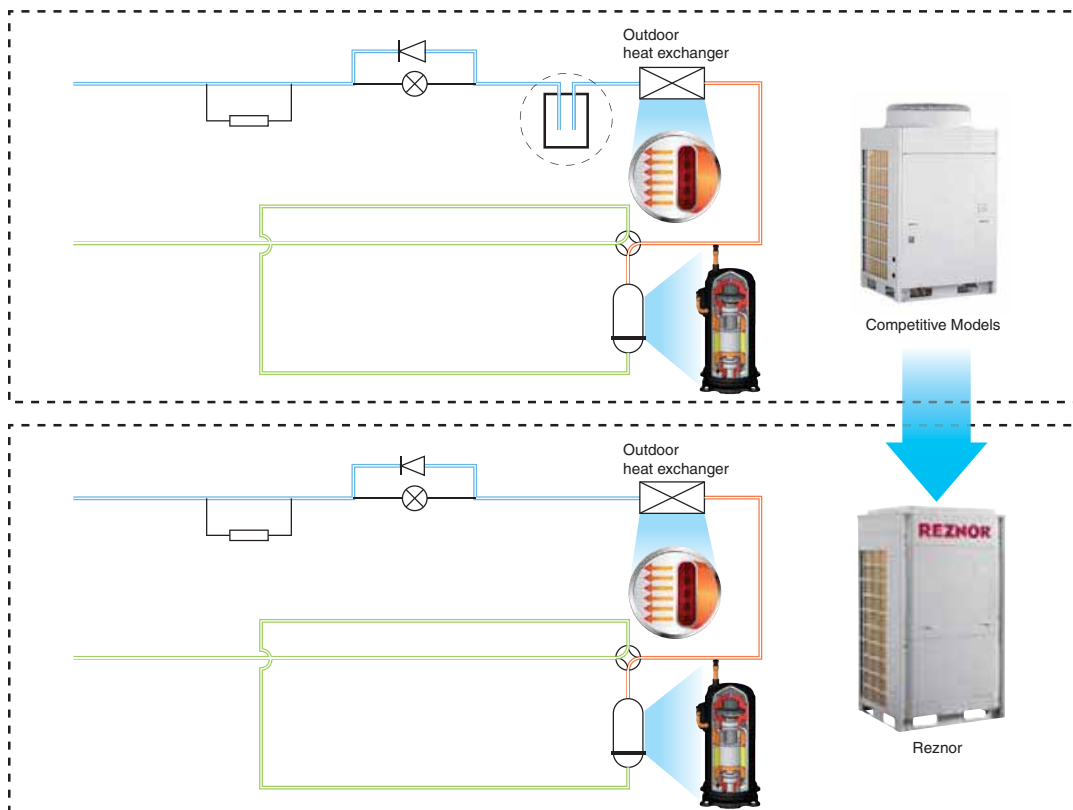 Outdoor
heat exchanger
Competitive Models
Outdoor
heat exchanger
REZNOR
Reznor